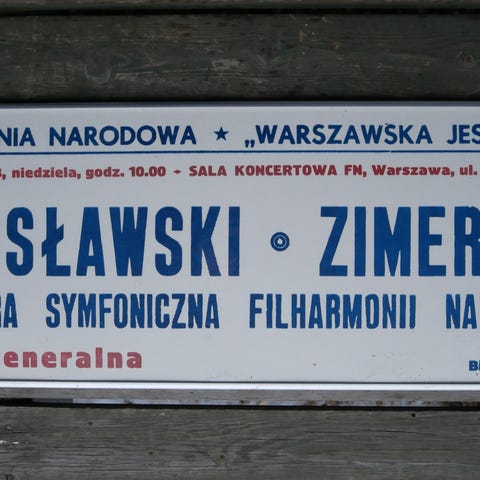 NIA NARODOWA ★ „WARSZAWSKA JES
, niedziela, godz. 10.00 - SALA KONCERTOWA FN, Warszawa, ul.
SŁAWSKI • ZIMER
RA SYMFONICZNA FILHARMONII NA
eneralna
B